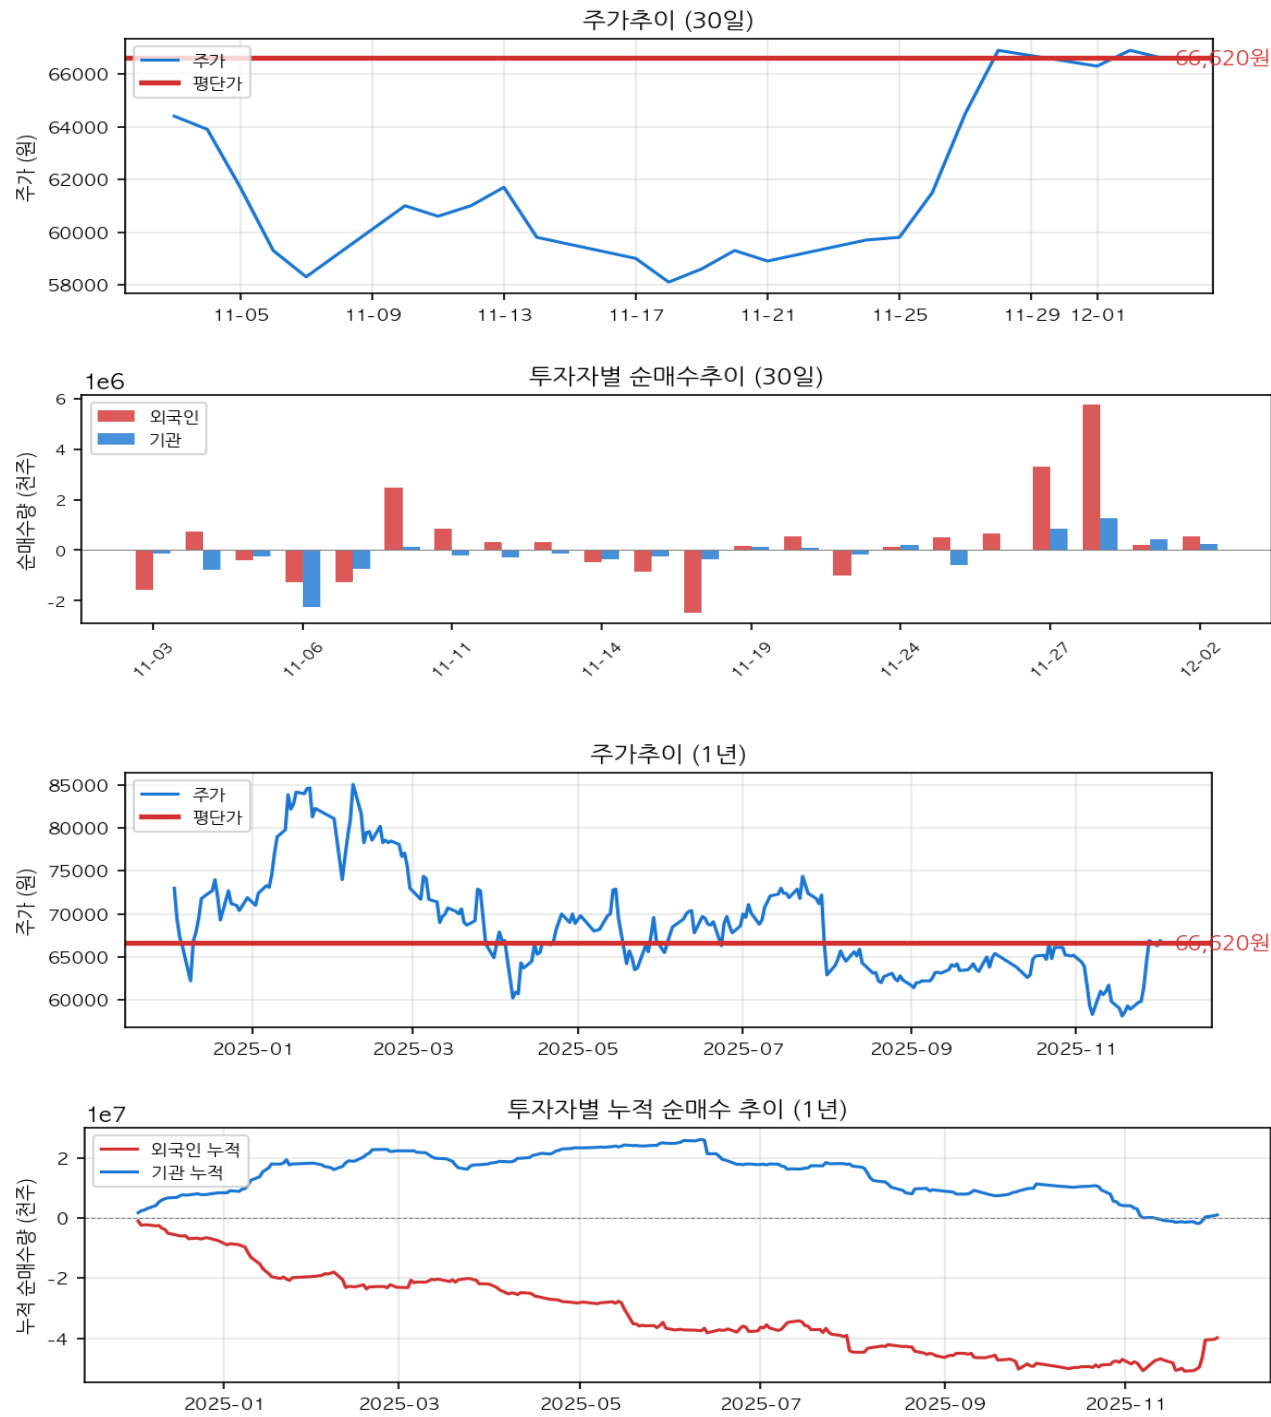 주가추이 (30일)
주가 (원)
66000
64000
62000
60000
58000
주가
평단가
66,620원
11-05 11-09 11-13 11-17 11-21 11-25 11-29 12-01
투자자별 순매수추이 (30일)
1e6
순매수량 (천주)
6
4
2
0
-2
외국인
기관
11-03 11-06 11-11 11-14 11-19 11-24 11-27 12-02
주가추이 (1년)
주가 (원)
85000
80000
75000
70000
65000
60000
주가
평단가
66,620원
2025-01 2025-03 2025-05 2025-07 2025-09 2025-11
투자자별 누적 순매수 추이 (1년)
1e7
누적 순매수량 (천주)
2
0
-2
-4
외국인 누적
기관 누적
2025-01 2025-03 2025-05 2025-07 2025-09 2025-11